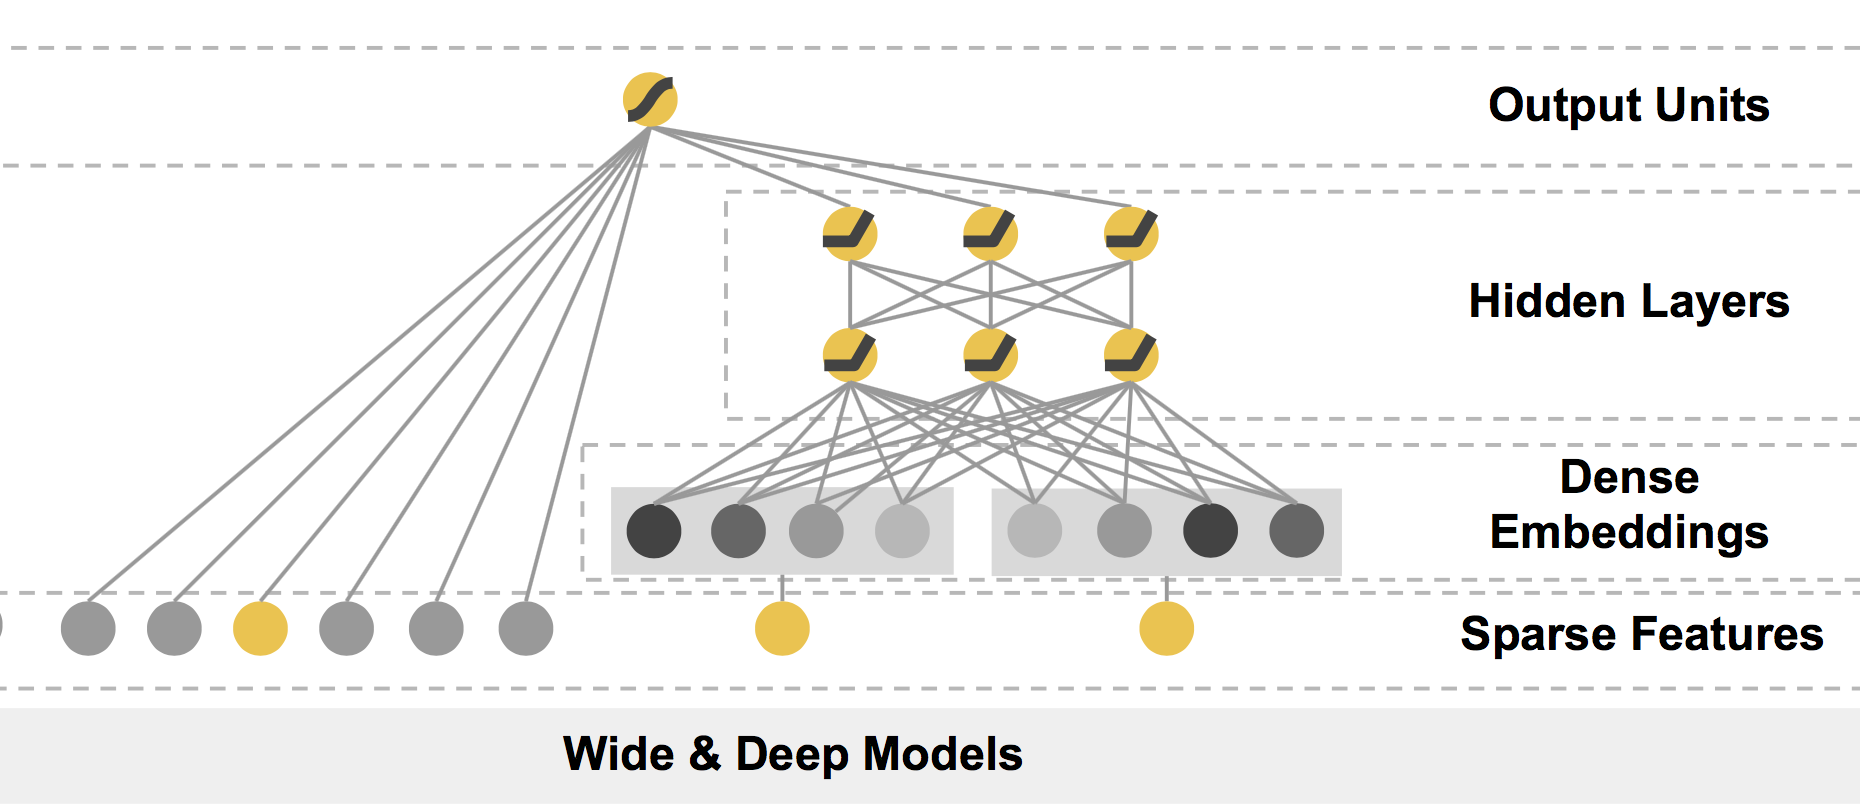 Output Units
Hidden Layers
Dense
Embeddings
Sparse Features
Wide & Deep Models